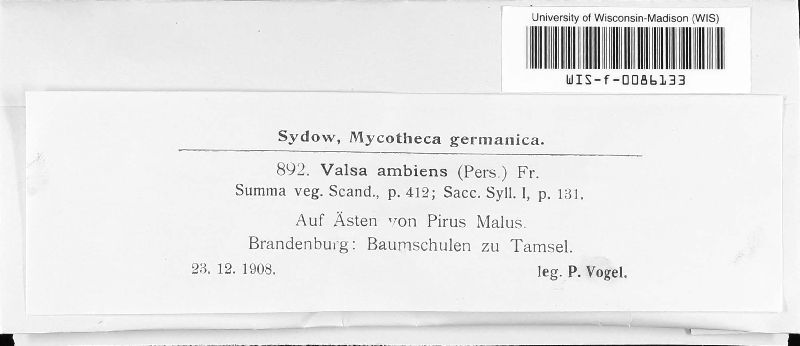 University of Wisconsin-Madison (WIS)
WIS-f-0086133
Sydow, Mycotheca germanica.
892. Valsa ambiens (Pers.) Fr.
Summa veg. Scand., p. 412; Sacc. Syll. I, p. 131.
Auf Ästen von Pirus Malus.
Brandenburg: Baumschulen zu Tamsel.
23. 12. 1908. leg. P. Vogel.